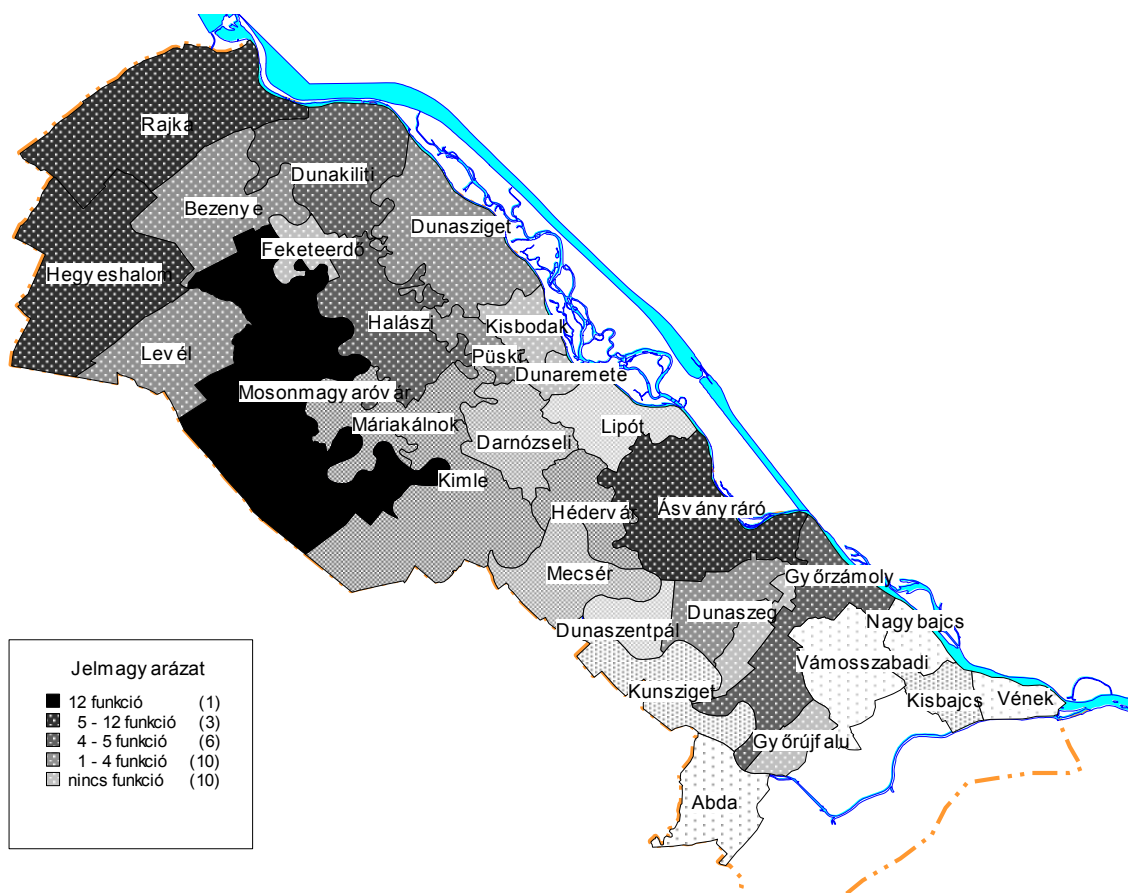 Rajka
Dunakiliti
Bezenye
Dunasziget
Feketeerdő
Hegyeshalom
Halászi
Kisbodak
Levél
Püski
Dunaremete
Mosonmagyaróvár
Máriakálnok
Lipót
Darnózseli
Kimle
Ásványráró
Hédervár
Mecsér
Győrzámoly
Dunaszeg
Nagybajcs
Dunaszentpál
Vámosszabadi
Kunsziget
Kisbajcs
Vének
Győrújfalu
Abda
Jelmagyarázat
12 funkció (1)
5 - 12 funkció (3)
4 - 5 funkció (6)
1 - 4 funkció (10)
nincs funkció (10)